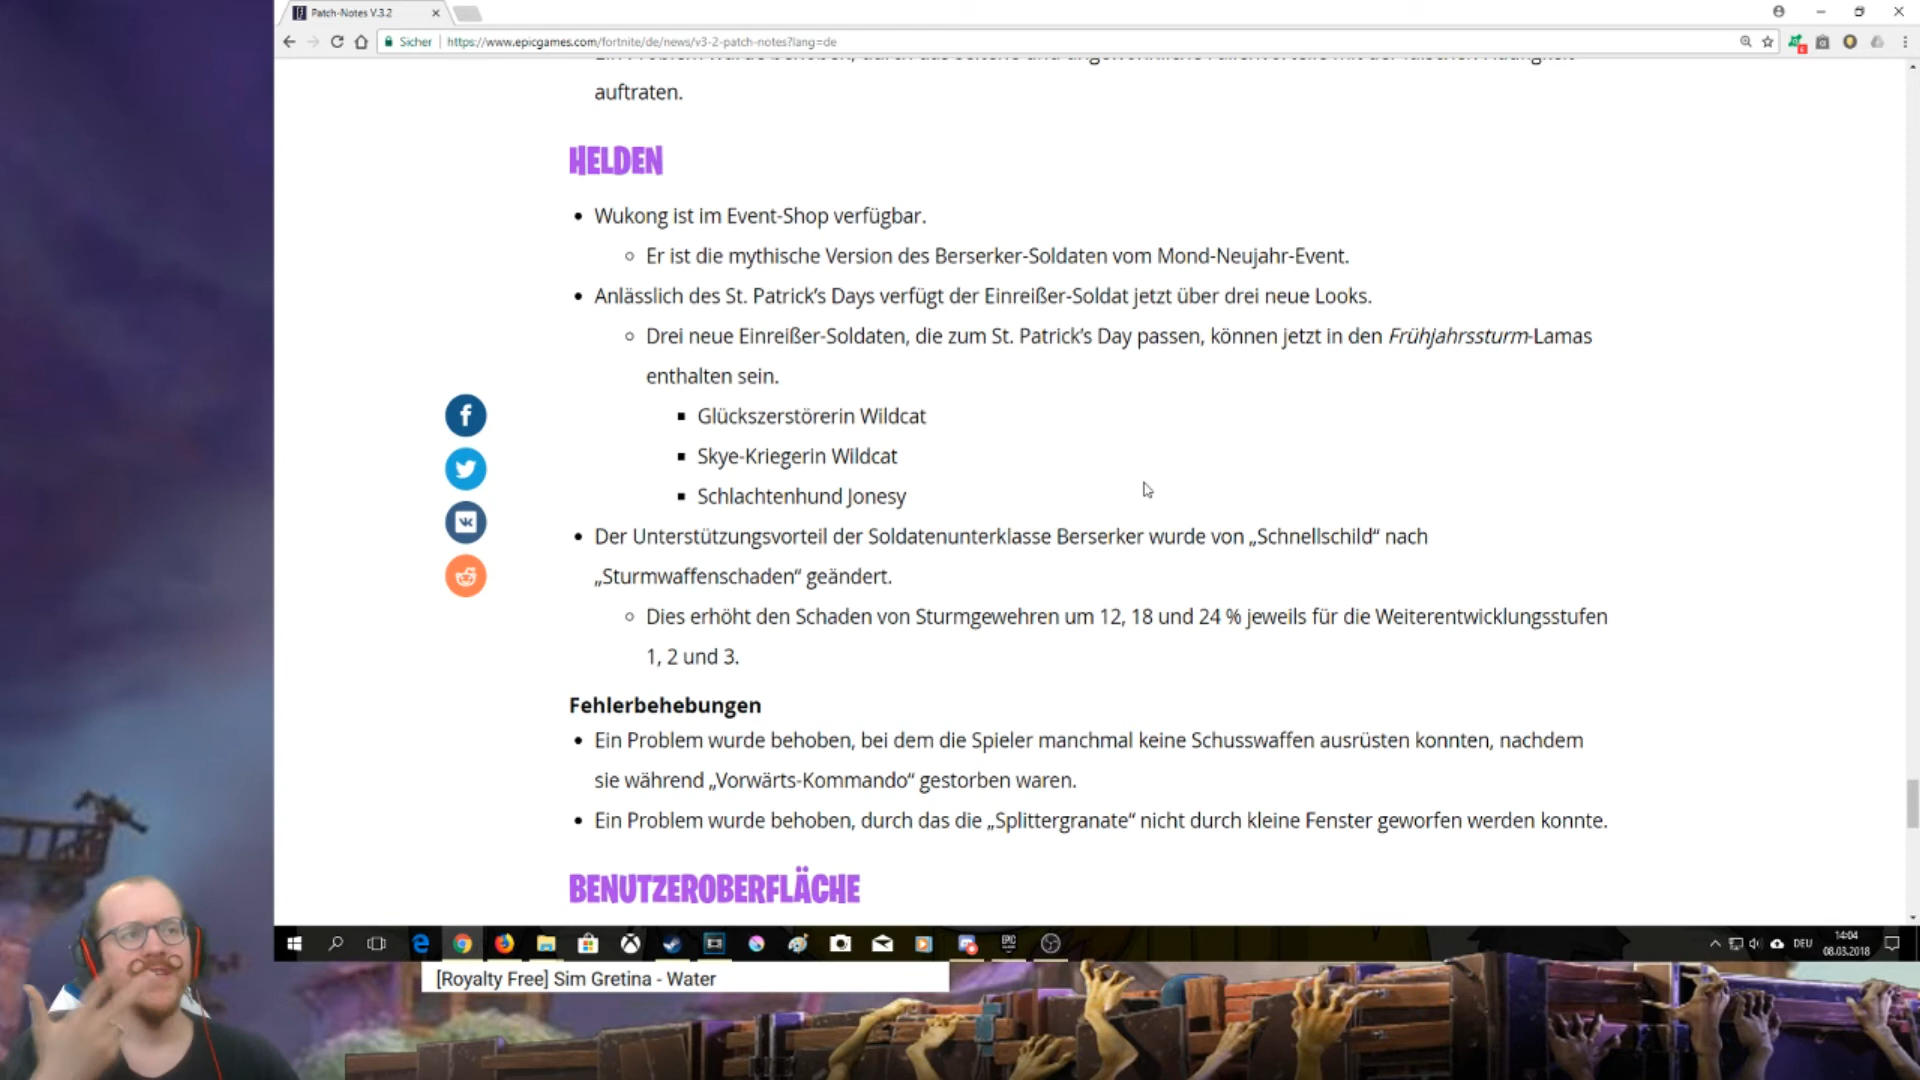 Patch-Notes V.3.2
Sicher https://www.epicgames.com/fortnite/de/news/v3-2-patch-notes?lang=de
auftraten.
HELDEN
Wukong ist im Event-Shop verfügbar.
Er ist die mythische Version des Berserker-Soldaten vom Mond-Neujahr-Event.
Anlässlich des St. Patrick's Days verfügt der Einreißer-Soldat jetzt über drei neue Looks.
Drei neue Einreißer-Soldaten, die zum St. Patrick's Day passen, können jetzt in den Frühjahrssturm-Lamas
enthalten sein.
Glückszerstörerin Wildcat
Skye-Kriegerin Wildcat
Schlachtenhund Jonesy
Der Unterstützungsvorteil der Soldatenunterklasse Berserker wurde von „Schnellschild“ nach
„Sturmwaffenschaden“ geändert.
Dies erhöht den Schaden von Sturmgewehren um 12, 18 und 24 % jeweils für die Weiterentwicklungsstufen
1, 2 und 3.
Fehlerbehebungen
Ein Problem wurde behoben, bei dem die Spieler manchmal keine Schusswaffen ausrüsten konnten, nachdem
sie während „Vorwärts-Kommando“ gestorben waren.
Ein Problem wurde behoben, durch das die „Splittergranate“ nicht durch kleine Fenster geworfen werden konnte.
BENUTZEROBERFLÄCHE
DEU
14:04
08.03.2018
[Royalty Free] Sim Gretina - Water